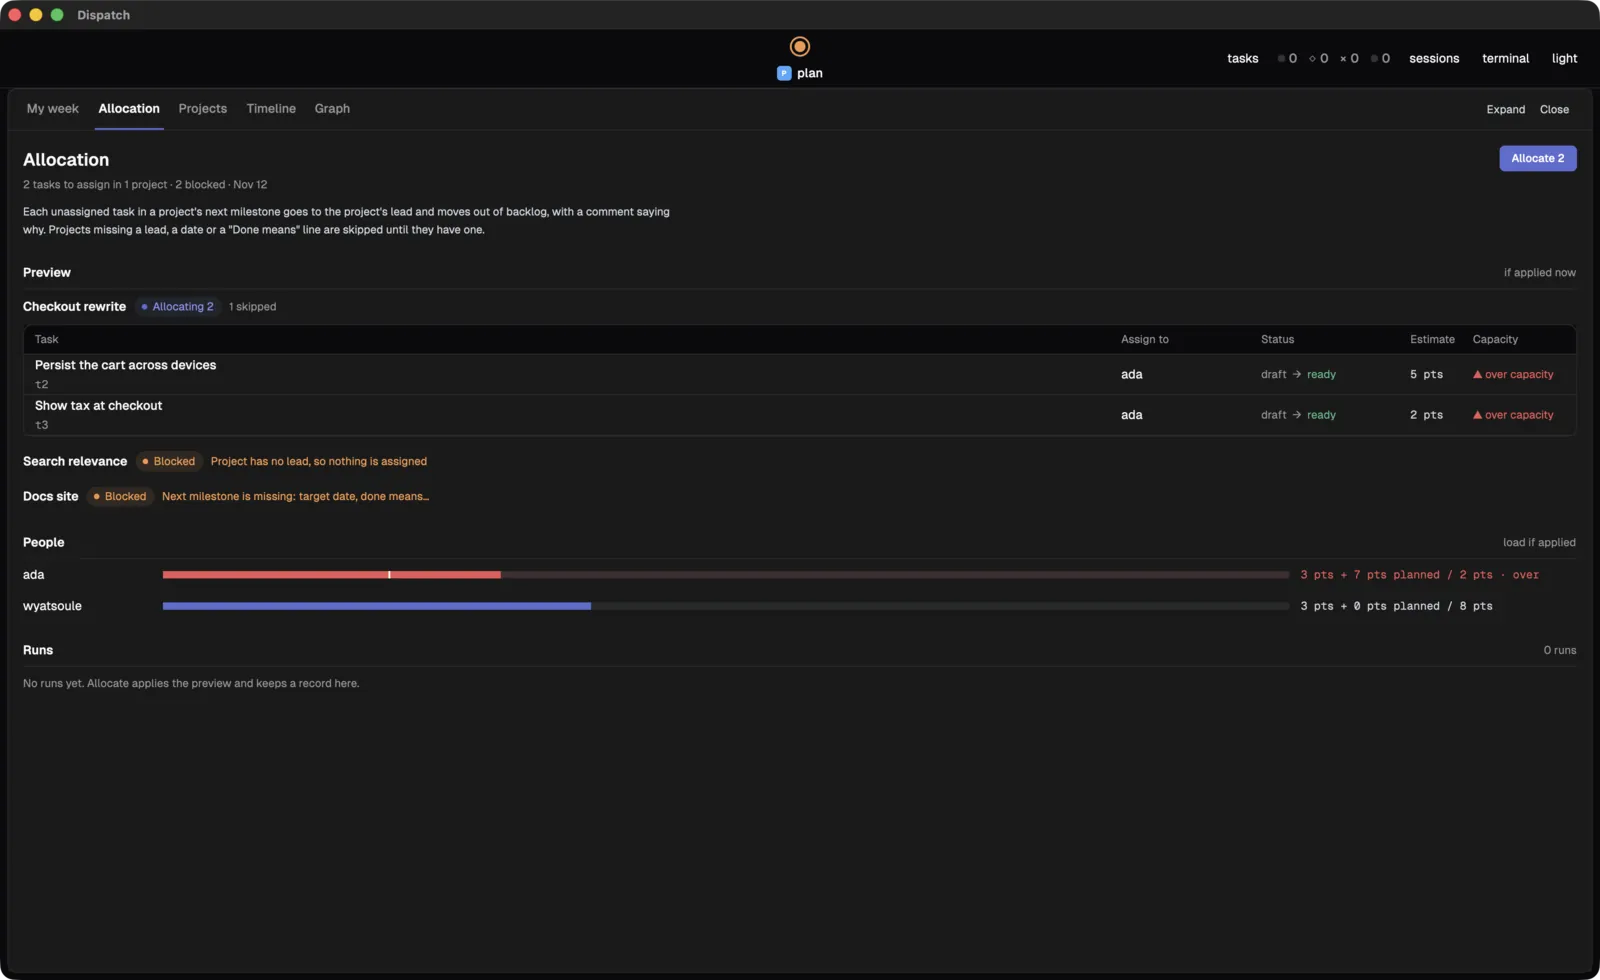 Dispatch
P plan
tasks 0 0 × 0 0 sessions terminal light
My week Allocation Projects Timeline Graph Expand Close
Allocation
Allocate 2
2 tasks to assign in 1 project · 2 blocked · Nov 12
Each unassigned task in a project's next milestone goes to the project's lead and moves out of backlog, with a comment saying
why. Projects missing a lead, a date or a "Done means" line are skipped until they have one.
Preview if applied now
Checkout rewrite Allocating 2 1 skipped
Task Assign to Status Estimate Capacity
Persist the cart across devices
t2
ada draft → ready 5 pts ▲ over capacity
Show tax at checkout
t3
ada draft → ready 2 pts ▲ over capacity
Search relevance Blocked Project has no lead, so nothing is assigned
Docs site Blocked Next milestone is missing: target date, done means…
People load if applied
ada 3 pts + 7 pts planned / 2 pts · over
wyatsoule 3 pts + 0 pts planned / 8 pts
Runs 0 runs
No runs yet. Allocate applies the preview and keeps a record here.